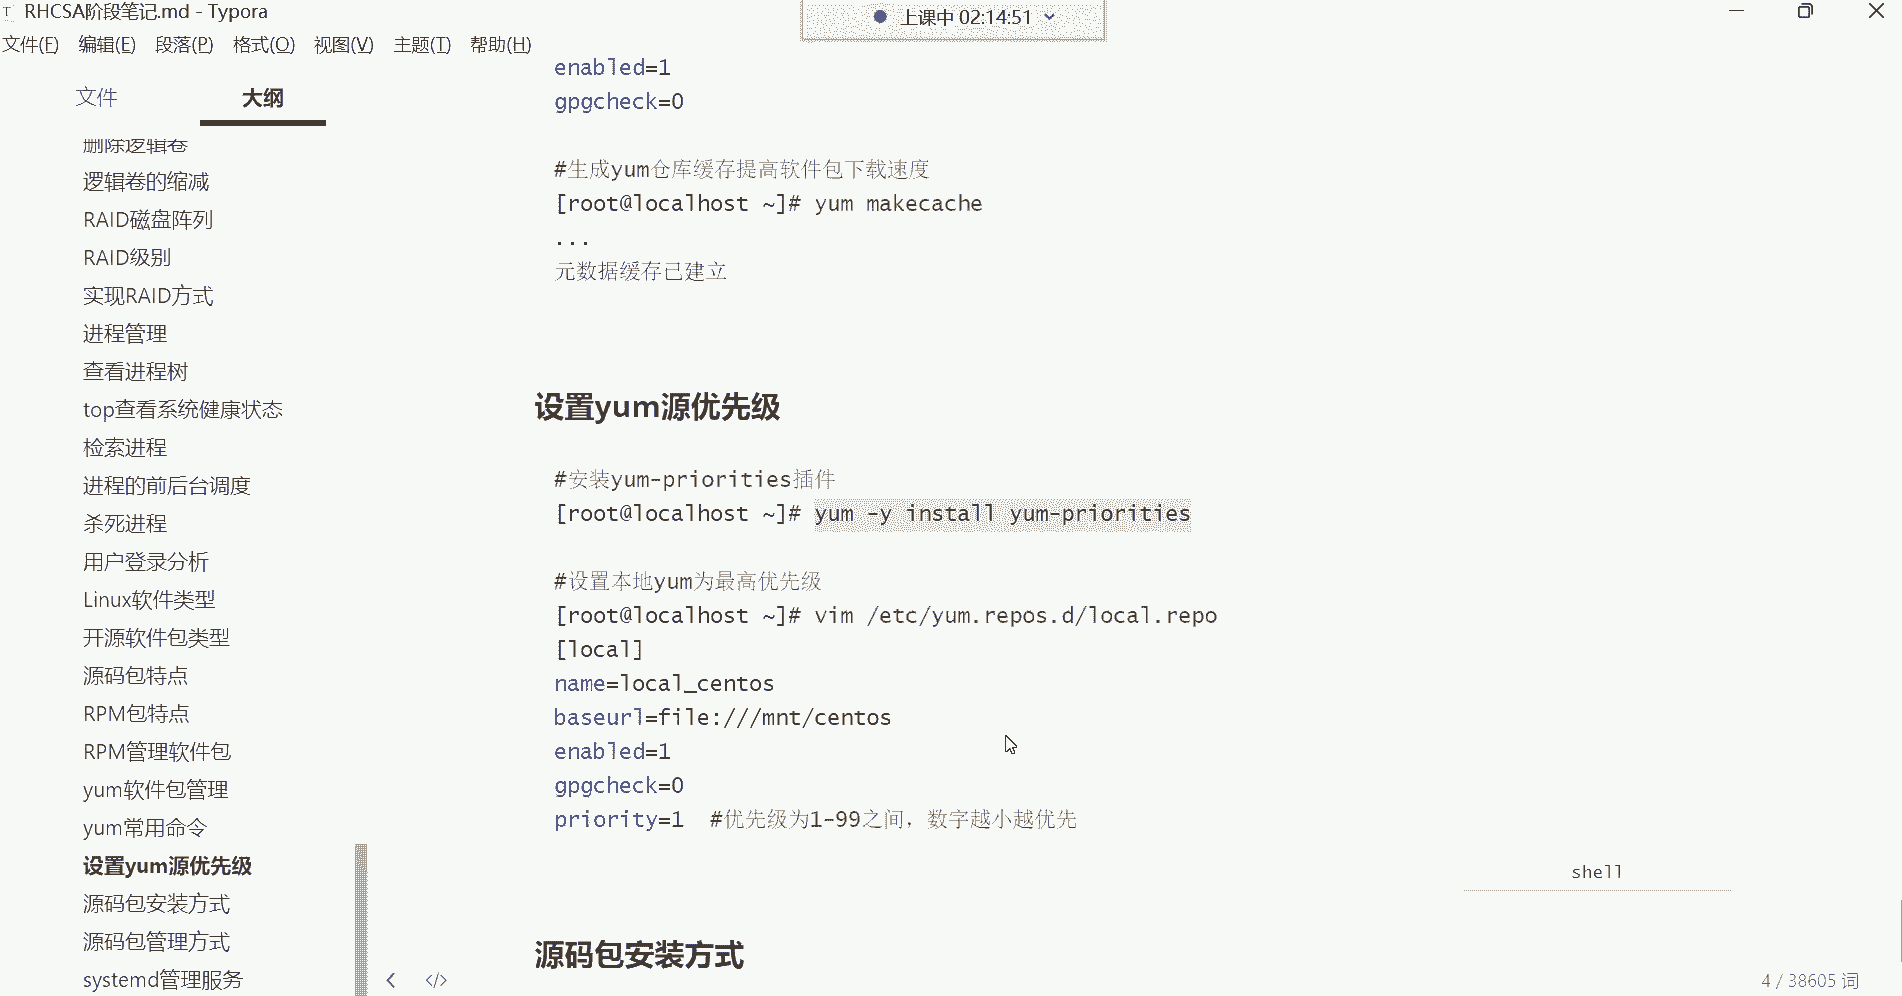 RHCSA阶段笔记.md - Typora
上课中 02:14:51
文件(F) 编辑(E) 段落(P) 格式(O) 视图(V) 主题(T) 帮助(H)
文件 大纲
删除逻辑卷
逻辑卷的缩减
RAID磁盘阵列
RAID级别
实现RAID方式
进程管理
查看进程树
top查看系统健康状态
检索进程
进程的前后台调度
杀死进程
用户登录分析
Linux软件类型
开源软件包类型
源码包特点
RPM包特点
RPM管理软件包
yum软件包管理
yum常用命令
设置yum源优先级
源码包安装方式
源码包管理方式
systemd管理服务
enabled=1
gpgcheck=0
#生成yum仓库缓存提高软件包下载速度
[root@localhost ~]# yum makecache
...
元数据缓存已建立
设置yum源优先级
#安装yum-priorities插件
[root@localhost ~]# yum -y install yum-priorities
#设置本地yum为最高优先级
[root@localhost ~]# vim /etc/yum.repos.d/local.repo
[local]
name=local_centos
baseurl=file:///mnt/centos
enabled=1
gpgcheck=0
priority=1 #优先级为1-99之间，数字越小越优先
shell
源码包安装方式
4 / 38605 词